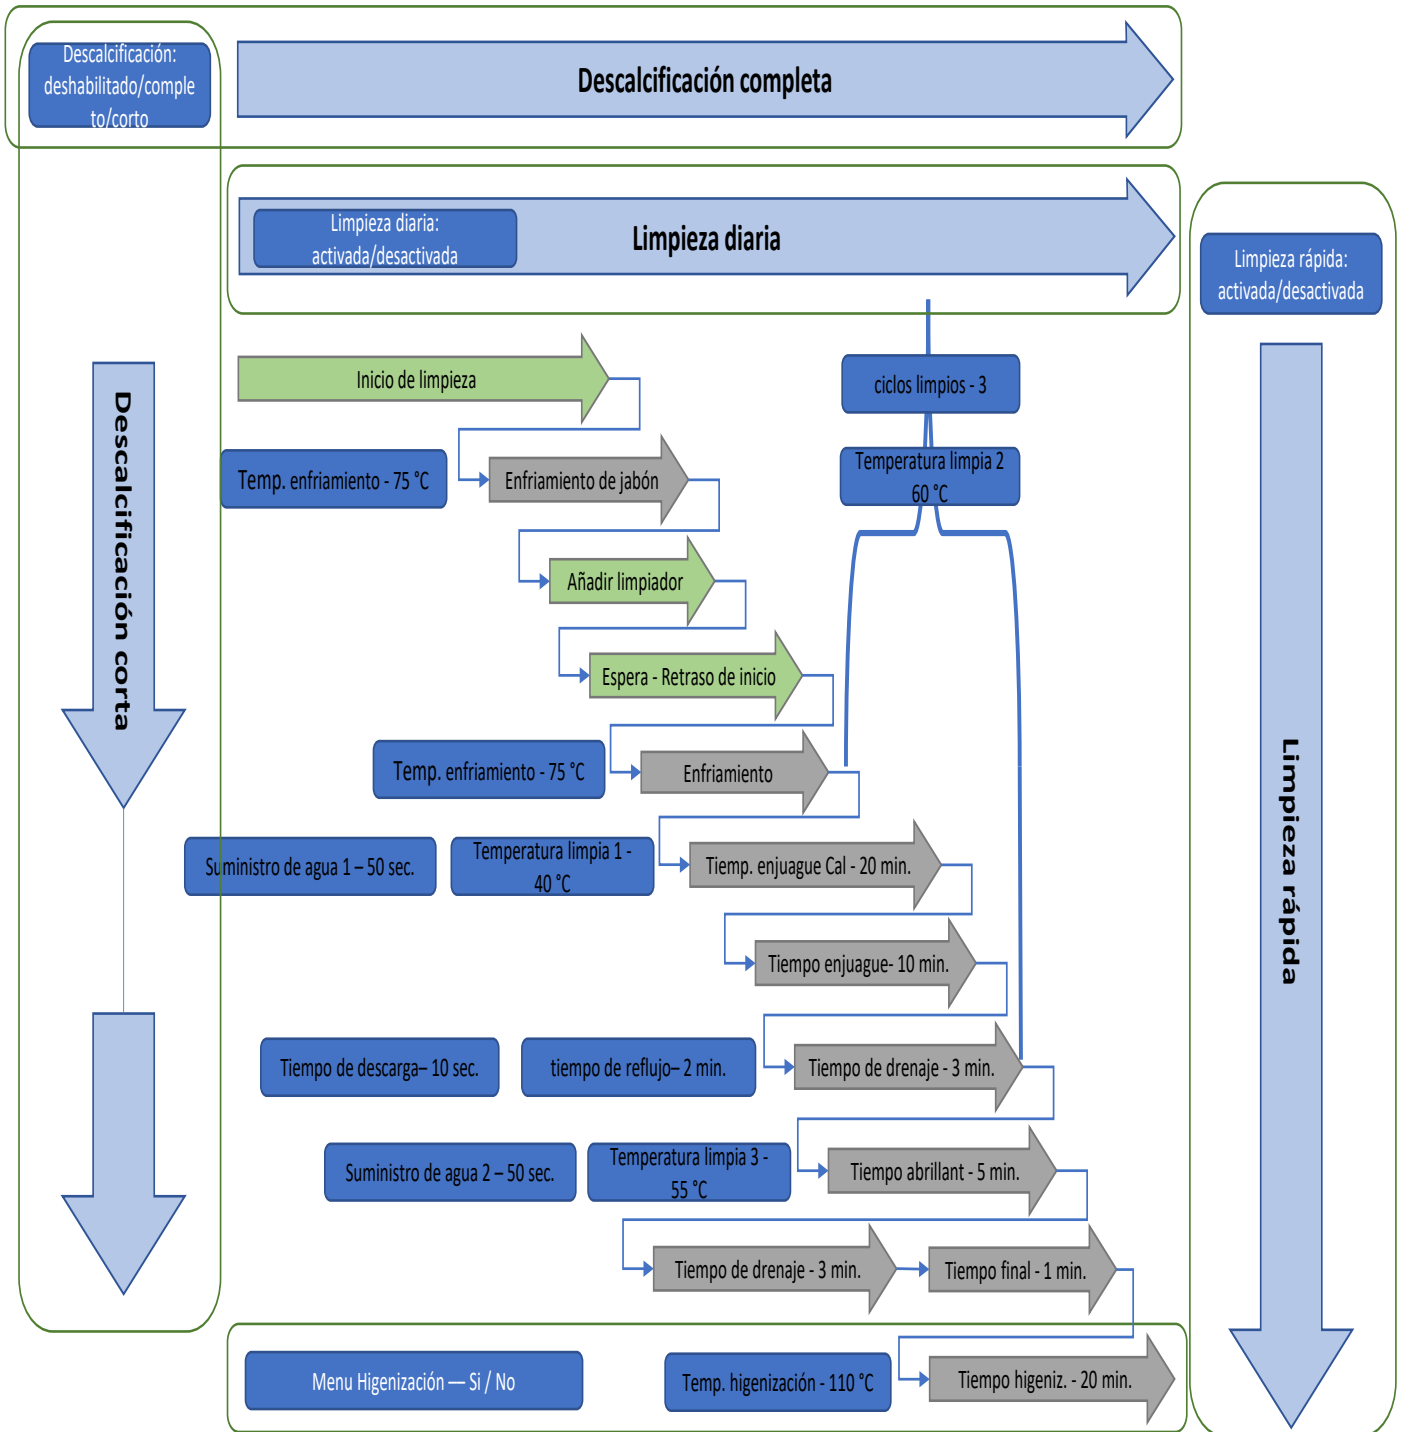 Descalcificación:
deshabilitado/comple
to/corto
Descalcificación completa
Limpieza diaria:
activada/desactivada
Limpieza diaria
Limpieza rápida:
activada/desactivada
Inicio de limpieza
ciclos limpios - 3
Descalcificación corta
Temp. enfriamiento - 75 °C
Enfriamiento de jabón
Temperatura limpia 2
60 °C
Añadir limpiador
Espera - Retraso de inicio
Temp. enfriamiento - 75 °C
Enfriamiento
Limpieza rápida
Suministro de agua 1 – 50 sec.
Temperatura limpia 1 -
40 °C
Tiemp. enjuague Cal - 20 min.
Tiempo enjuague- 10 min.
Tiempo de descarga– 10 sec.
tiempo de reflujo– 2 min.
Tiempo de drenaje - 3 min.
Suministro de agua 2 – 50 sec.
Temperatura limpia 3 -
55 °C
Tiempo abrillant - 5 min.
Tiempo de drenaje - 3 min.
Tiempo final - 1 min.
Menu Higenización — Si / No
Temp. higenización - 110 °C
Tiempo higeniz. - 20 min.